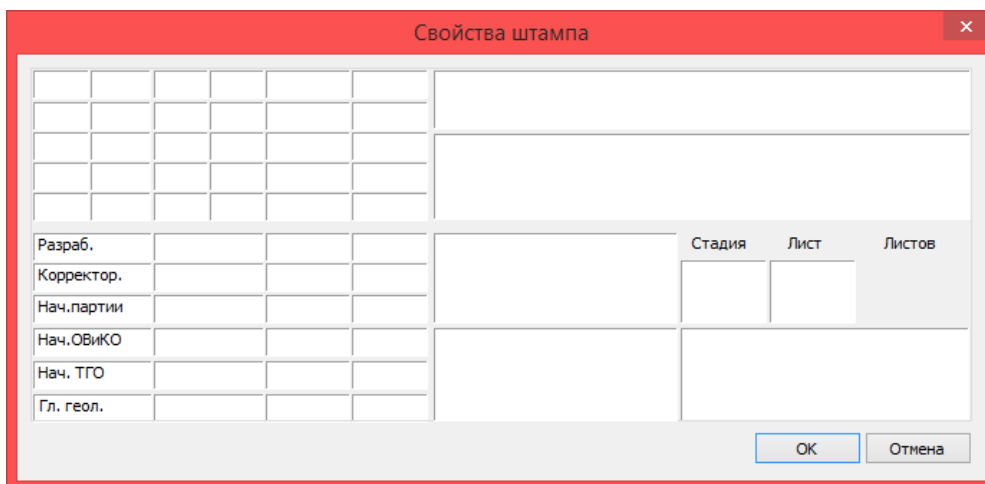 Свойства штампа
Разраб.
Стадия Лист Листов
Корректор.
Нач.партии
Нач.ОВиКО
Нач. ТГО
Гл. геол.
OK Отмена